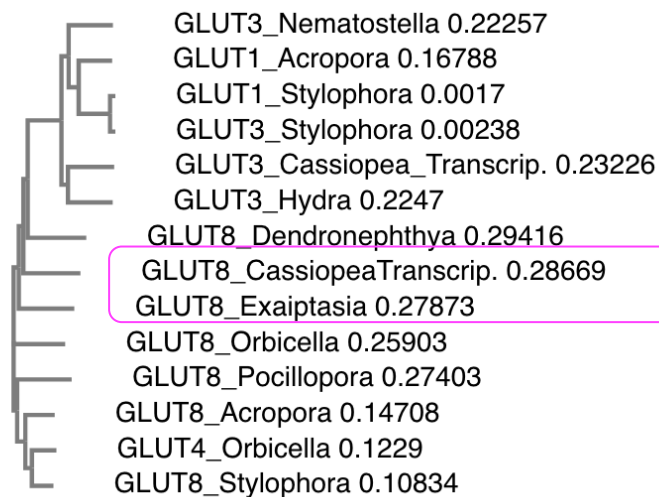 GLUT3_Nematostella 0.22257
GLUT1_Acropora 0.16788
GLUT1_Stylophora 0.0017
GLUT3_Stylophora 0.00238
GLUT3_Cassiopea_Transcrip. 0.23226
GLUT3_Hydra 0.2247
GLUT8_Dendronephthya 0.29416
GLUT8_CassiopeaTranscrip. 0.28669
GLUT8_Exaiptasia 0.27873
GLUT8_Orbicella 0.25903
GLUT8_Pocillopora 0.27403
GLUT8_Acropora 0.14708
GLUT4_Orbicella 0.1229
GLUT8_Stylophora 0.10834